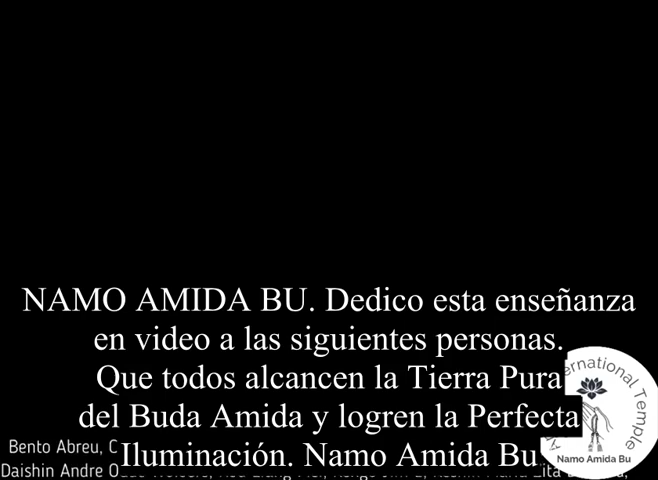 NAMO AMIDA BU. Dedico esta enseñanza
en video a las siguientes personas.
Que todos alcancen la Tierra Pura
del Buda Amida y logren la Perfecta
Iluminación. Namo Amida Bu
Bento Abreu,
Daishin Andre
Temple
Namo Amida Bu